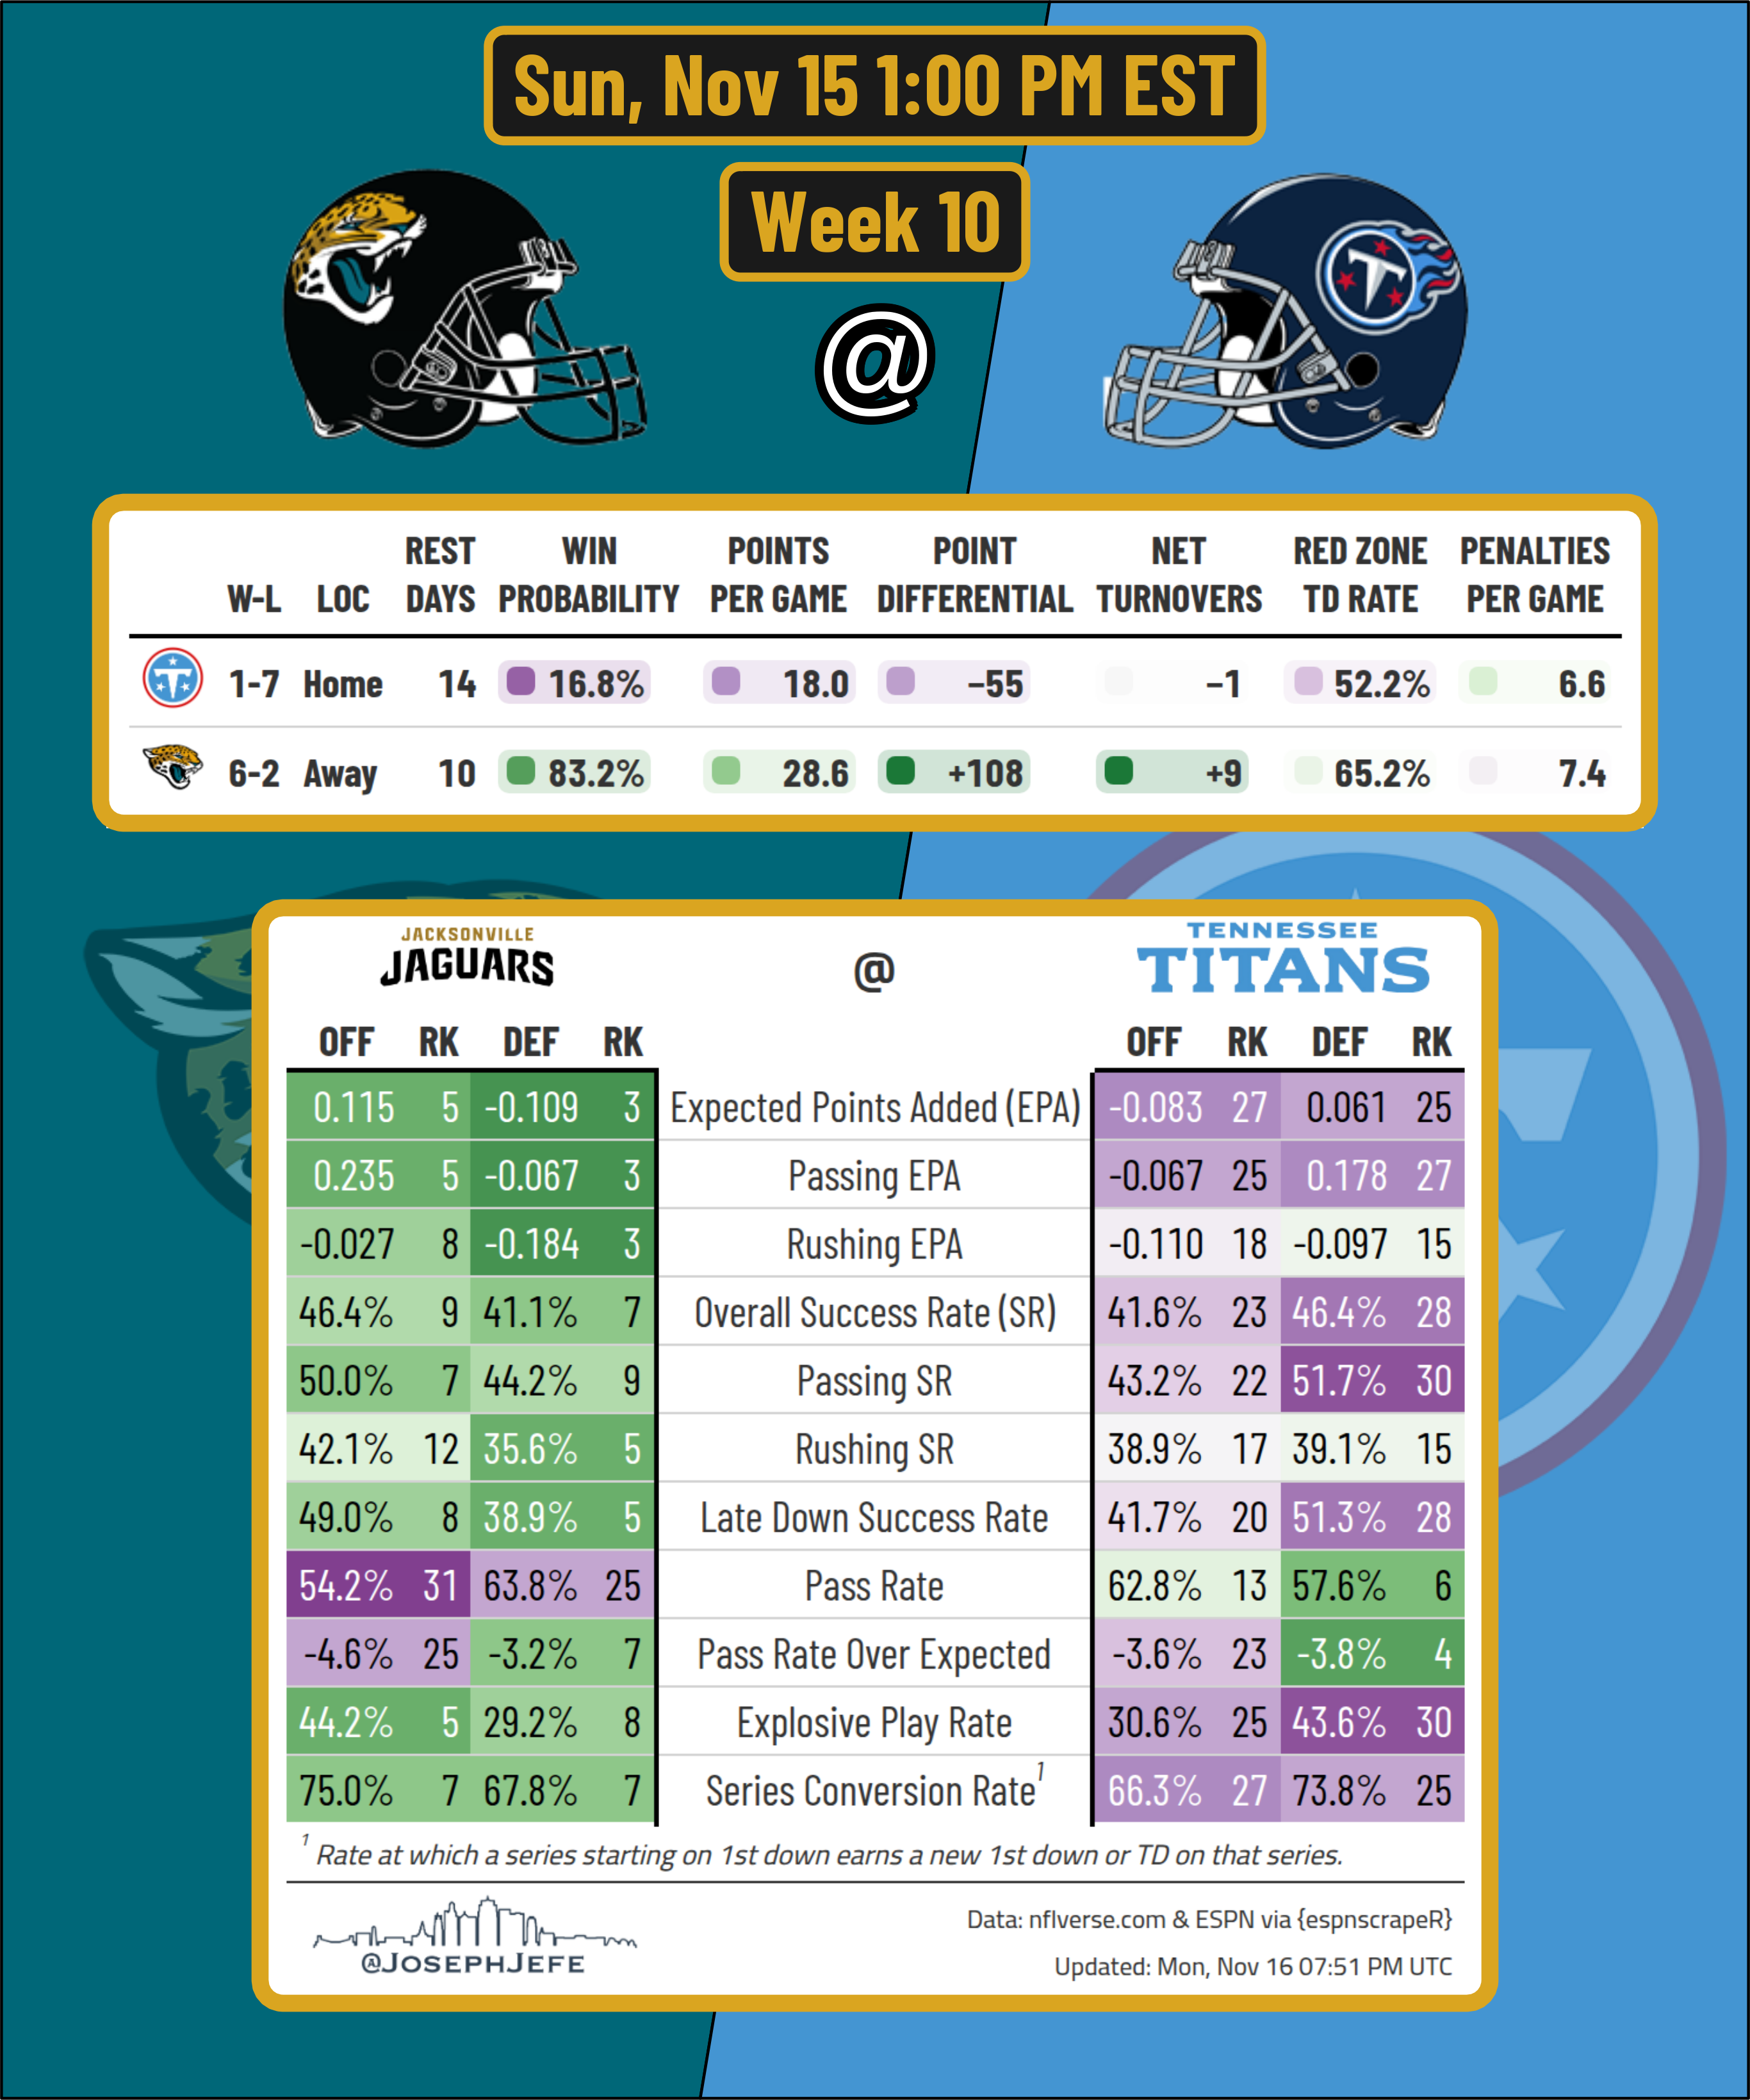 Sun, Nov 15 1:00 PM EST
Week 10
@
REST WIN POINTS POINT NET RED ZONE PENALTIES
W-L LOC DAYS PROBABILITY PER GAME DIFFERENTIAL TURNOVERS TD RATE PER GAME
1-7 Home 14 16.8% 18.0 −55 −1 52.2% 6.6
6-2 Away 10 83.2% 28.6 +108 +9 65.2% 7.4
JACKSONVILLE JAGUARS @ TENNESSEE TITANS
OFF RK DEF RK OFF RK DEF RK
0.115 5 -0.109 3 Expected Points Added (EPA) -0.083 27 0.061 25
0.235 5 -0.067 3 Passing EPA -0.067 25 0.178 27
-0.027 8 -0.184 3 Rushing EPA -0.110 18 -0.097 15
46.4% 9 41.1% 7 Overall Success Rate (SR) 41.6% 23 46.4% 28
50.0% 7 44.2% 9 Passing SR 43.2% 22 51.7% 30
42.1% 12 35.6% 5 Rushing SR 38.9% 17 39.1% 15
49.0% 8 38.9% 5 Late Down Success Rate 41.7% 20 51.3% 28
54.2% 31 63.8% 25 Pass Rate 62.8% 13 57.6% 6
-4.6% 25 -3.2% 7 Pass Rate Over Expected -3.6% 23 -3.8% 4
44.2% 5 29.2% 8 Explosive Play Rate 30.6% 25 43.6% 30
75.0% 7 67.8% 7 Series Conversion Rate¹ 66.3% 27 73.8% 25
¹ Rate at which a series starting on 1st down earns a new 1st down or TD on that series.
@JOSEPHJEFE
Data: nflverse.com & ESPN via {espnscrapeR}
Updated: Mon, Nov 16 07:51 PM UTC